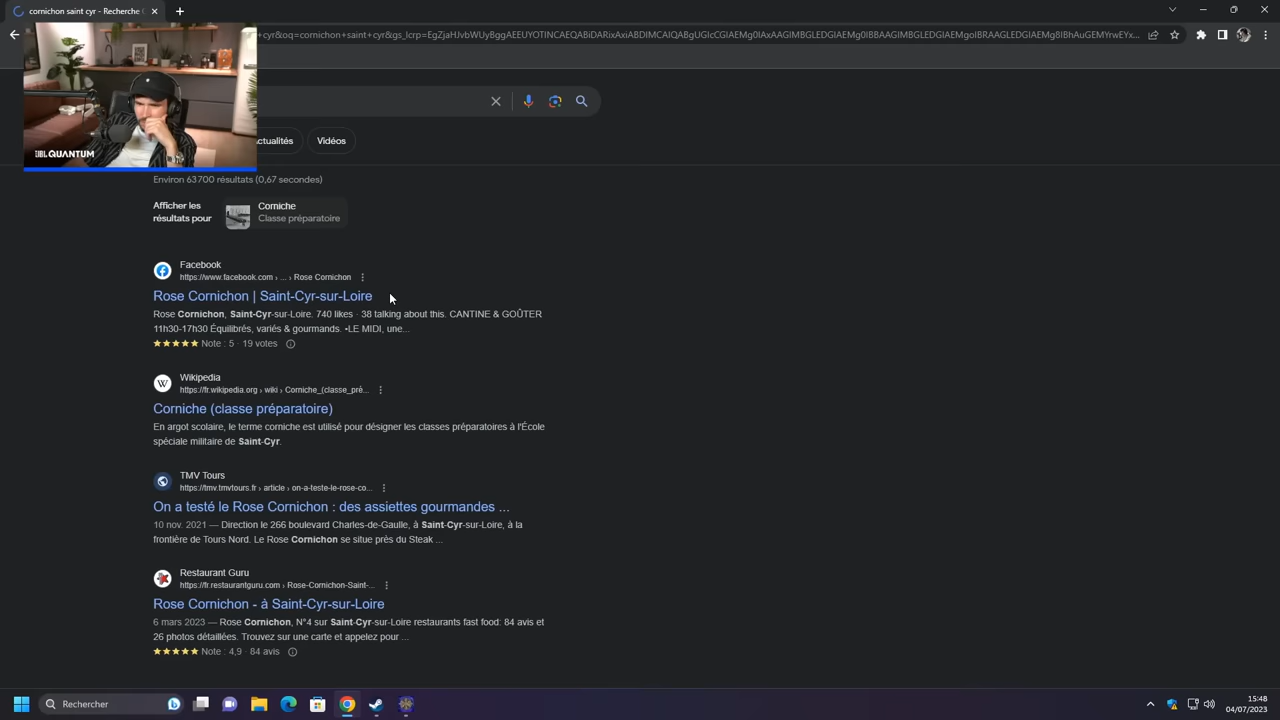 cornichon saint cyr - Recherche
+cyr&oq=cornichon+saint+cyr&gs_lcrp=
JBL QUANTUM
Actualités
Vidéos
Environ 63 700 résultats (0,67 secondes)
Afficher les
résultats pour
Corniche
Classe préparatoire
Facebook
https://www.facebook.com › ... › Rose Cornichon
Rose Cornichon | Saint-Cyr-sur-Loire
Rose Cornichon, Saint-Cyr-sur-Loire. 740 likes · 38 talking about this. CANTINE & GOÛTER
11h30-17h30 Équilibrés, variés & gourmands. •LE MIDI, une...
Note : 5 · 19 votes
W
Wikipedia
https://fr.wikipedia.org › wiki › Corniche_(classe_pré...
Corniche (classe préparatoire)
En argot scolaire, le terme corniche est utilisé pour désigner les classes préparatoires à l'École
spéciale militaire de Saint-Cyr.
TMV Tours
https://tmv.tmvtours.fr › article › on-a-teste-le-rose-co...
On a testé le Rose Cornichon : des assiettes gourmandes ...
10 nov. 2021 — Direction le 266 boulevard Charles-de-Gaulle, à Saint-Cyr-sur-Loire, à la
frontière de Tours Nord. Le Rose Cornichon se situe près du Steak ...
Restaurant Guru
https://fr.restaurantguru.com › Rose-Cornichon-Saint-...
Rose Cornichon - à Saint-Cyr-sur-Loire
6 mars 2023 — Rose Cornichon, N°4 sur Saint-Cyr-sur-Loire restaurants fast food: 84 avis et
26 photos détaillées. Trouvez sur une carte et appelez pour ...
Note : 4,9 · 84 avis
Rechercher
15:48
04/07/2023